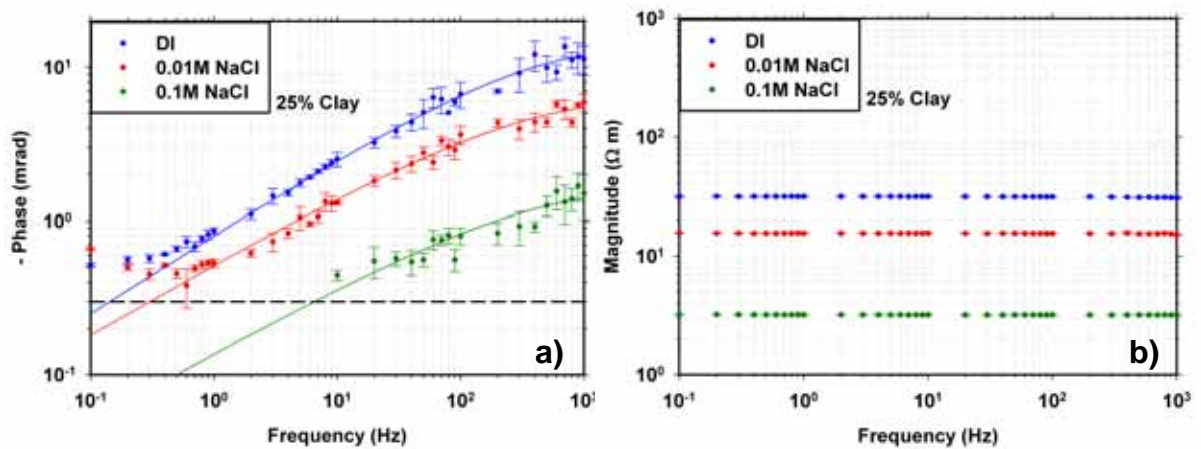 DI
0.01M NaCl
0.1M NaCl
25% Clay
- Phase (mrad)
10¹
10⁰
10⁻¹
10⁻¹ 10⁰ 10¹ 10² 10³
Frequency (Hz)
a)
DI
0.01M NaCl
0.1M NaCl
25% Clay
Magnitude (Ω m)
10³
10²
10¹
10⁰
10⁻¹ 10⁰ 10¹ 10² 10³
Frequency (Hz)
b)